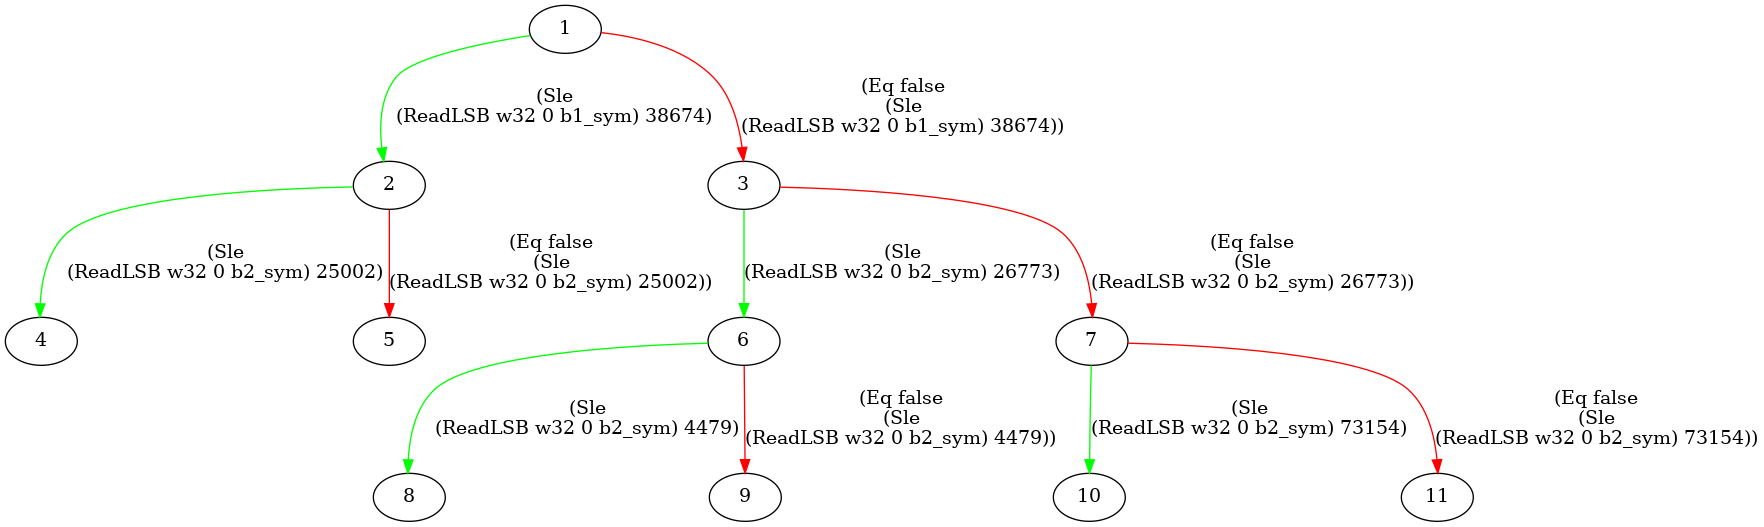 1
(Sle
(ReadLSB w32 0 b1_sym) 38674)
(Eq false
(Sle
(ReadLSB w32 0 b1_sym) 38674))
2
3
(Sle
(ReadLSB w32 0 b2_sym) 25002)
(Eq false
(Sle
(ReadLSB w32 0 b2_sym) 25002))
(Sle
(ReadLSB w32 0 b2_sym) 26773)
(Eq false
(Sle
(ReadLSB w32 0 b2_sym) 26773))
4
5
6
7
(Sle
(ReadLSB w32 0 b2_sym) 4479)
(Eq false
(Sle
(ReadLSB w32 0 b2_sym) 4479))
(Sle
(ReadLSB w32 0 b2_sym) 73154)
(Eq false
(Sle
(ReadLSB w32 0 b2_sym) 73154))
8
9
10
11